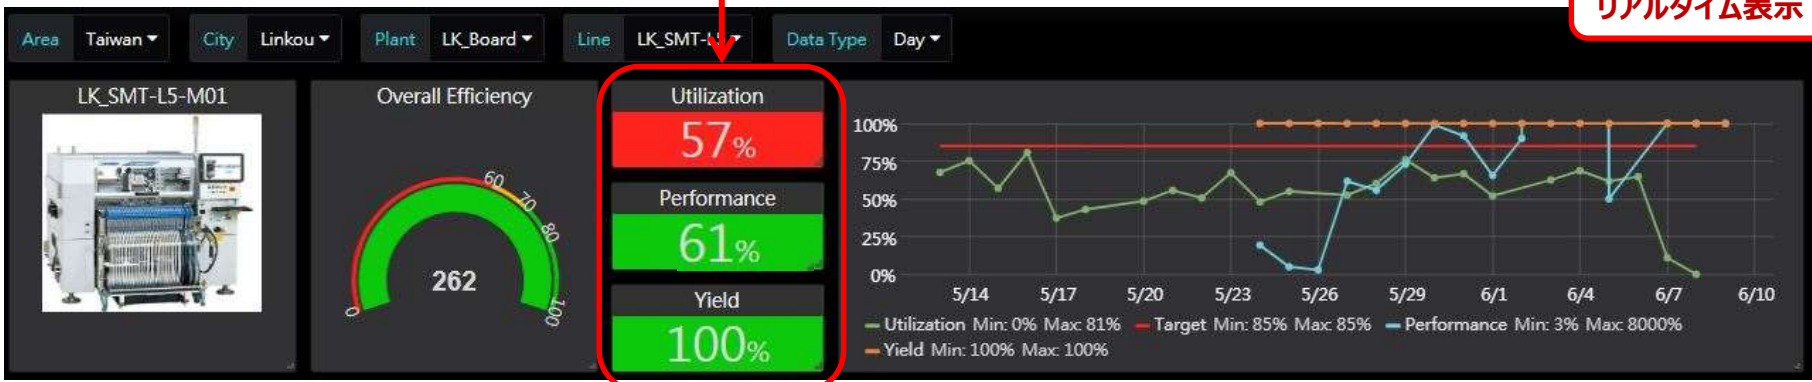 リアルタイム表示
Area Taiwan City Linkou Plant LK_Board Line LK_SMT-L5 Data Type Day
LK_SMT-L5-M01
Overall Efficiency
0
60
70
80
100
262
Utilization
57%
Performance
61%
Yield
100%
100%
75%
50%
25%
0%
5/14 5/17 5/20 5/23 5/26 5/29 6/1 6/4 6/7 6/10
Utilization Min: 0% Max: 81% Target Min: 85% Max: 85% Performance Min: 3% Max: 8000%
Yield Min: 100% Max: 100%